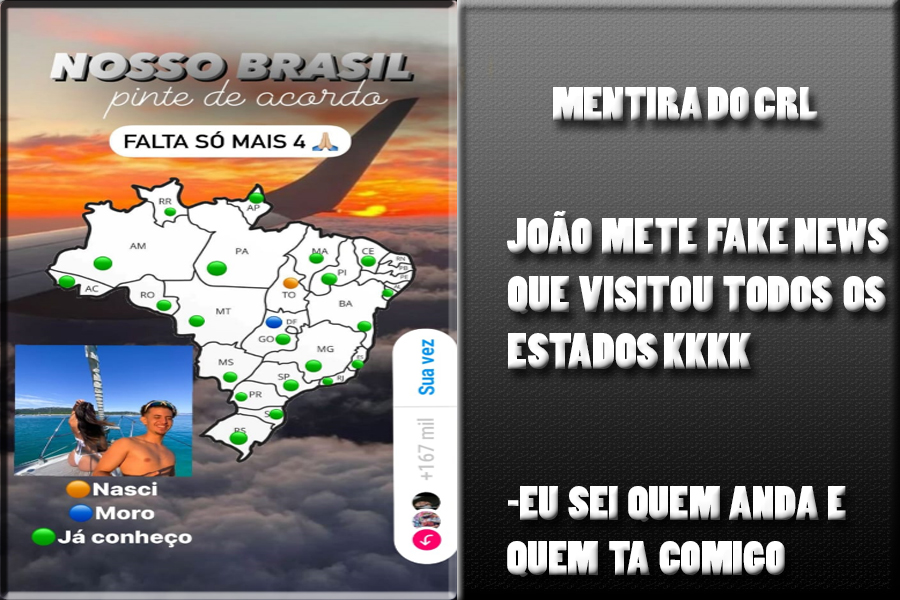 NOSSO BRASIL
pinte de acordo
FALTA SÓ MAIS 4 🙏🏼
RR
AP
AM
PA
MA
CE
RN
PB
PE
PI
AC
RO
TO
BA
MT
DF
GO
MG
MS
ES
SP
RJ
PR
RS
Nasci
Moro
Já conheço
Sua vez
+167 mil
MENTIRA DO CRL
JOÃO METE FAKE NEWS
QUE VISITOU TODOS OS
ESTADOS KKKK
-EU SEI QUEM ANDA E
QUEM TA COMIGO